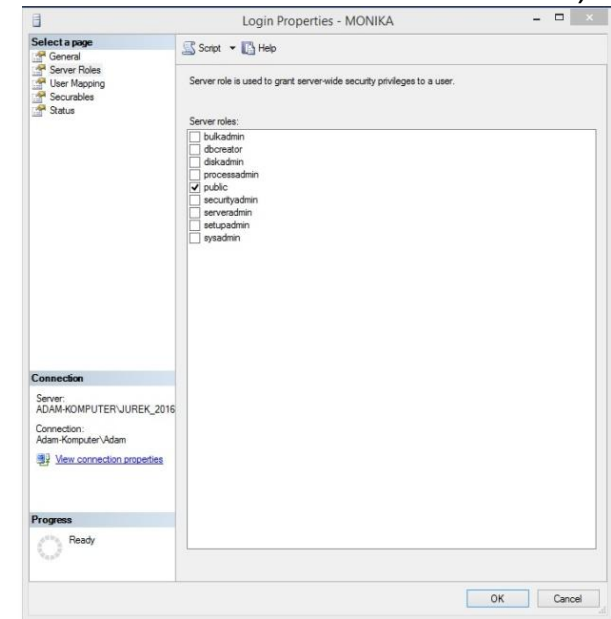 Login Properties - MONIKA
Select a page
General
Server Roles
User Mapping
Securables
Status
Script Help
Server role is used to grant server-wide security privileges to a user.
Server roles:
bulkadmin
dbcreator
diskadmin
processadmin
public
securityadmin
serveradmin
setupadmin
sysadmin
Connection
Server:
ADAM-KOMPUTER\JUREK_2016
Connection:
Adam-Komputer\Adam
View connection properties
Progress
Ready
OK Cancel